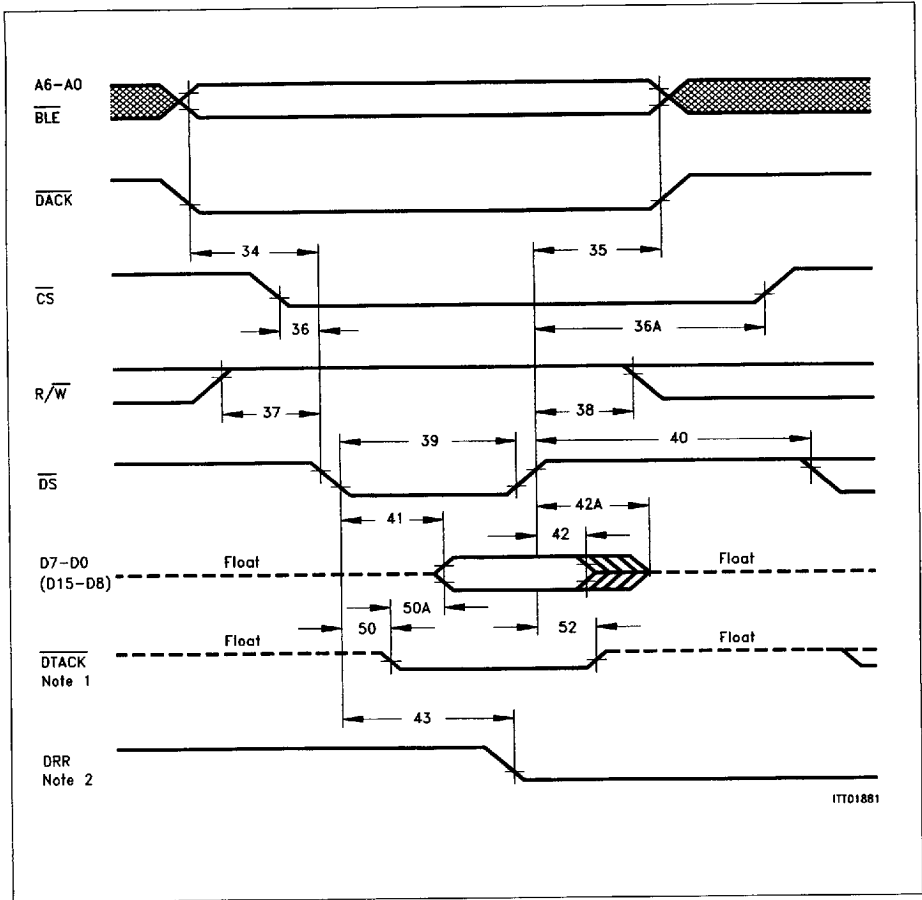 A6-A0
BLE
DACK
34
35
CS
36
36A
R/W
37
38
39
40
DS
41
42A
42
D7-D0
(D15-D8)
Float
Float
50A
50
52
Float
Float
DTACK
Note 1
43
DRR
Note 2
ITT01881